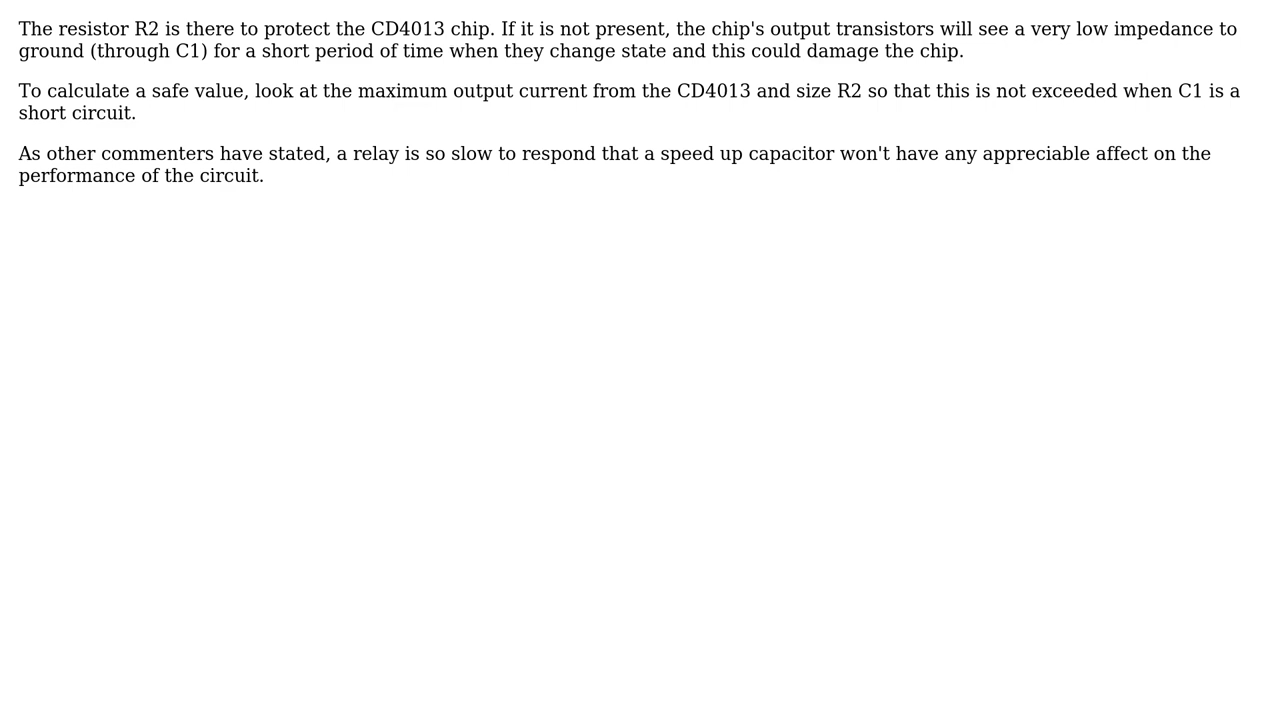 The resistor R2 is there to protect the CD4013 chip. If it is not present, the chip's output transistors will see a very low impedance to
ground (through C1) for a short period of time when they change state and this could damage the chip.
To calculate a safe value, look at the maximum output current from the CD4013 and size R2 so that this is not exceeded when C1 is a
short circuit.
As other commenters have stated, a relay is so slow to respond that a speed up capacitor won't have any appreciable affect on the
performance of the circuit.